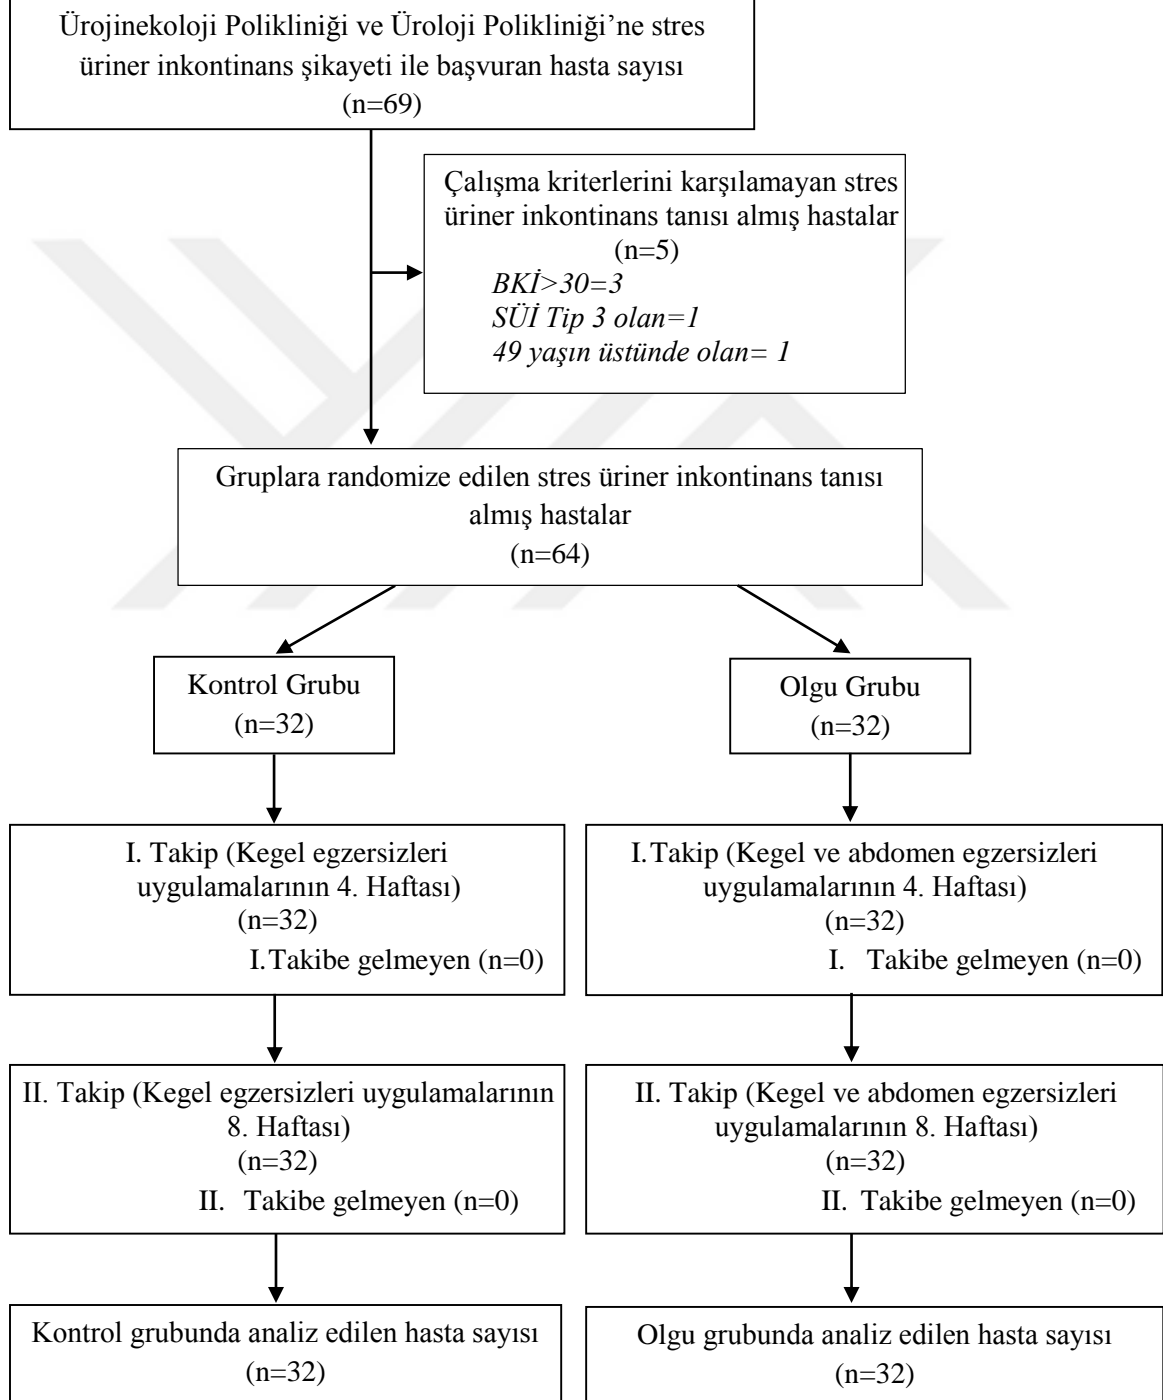 Ürojinekoloji Polikliniği ve Üroloji Polikliniği’ne stres
üriner inkontinans şikayeti ile başvuran hasta sayısı
(n=69)
Çalışma kriterlerini karşılamayan stres
üriner inkontinans tanısı almış hastalar
(n=5)
BKİ>30=3
SÜİ Tip 3 olan=1
49 yaşın üstünde olan= 1
Gruplara randomize edilen stres üriner inkontinans tanısı
almış hastalar
(n=64)
Kontrol Grubu
(n=32)
Olgu Grubu
(n=32)
I. Takip (Kegel egzersizleri
uygulamalarının 4. Haftası)
(n=32)
I. Takibe gelmeyen (n=0)
I. Takip (Kegel ve abdomen egzersizleri
uygulamalarının 4. Haftası)
(n=32)
I. Takibe gelmeyen (n=0)
II. Takip (Kegel egzersizleri uygulamalarının
8. Haftası)
(n=32)
II. Takibe gelmeyen (n=0)
II. Takip (Kegel ve abdomen egzersizleri
uygulamalarının 8. Haftası)
(n=32)
II. Takibe gelmeyen (n=0)
Kontrol grubunda analiz edilen hasta sayısı
(n=32)
Olgu grubunda analiz edilen hasta sayısı
(n=32)